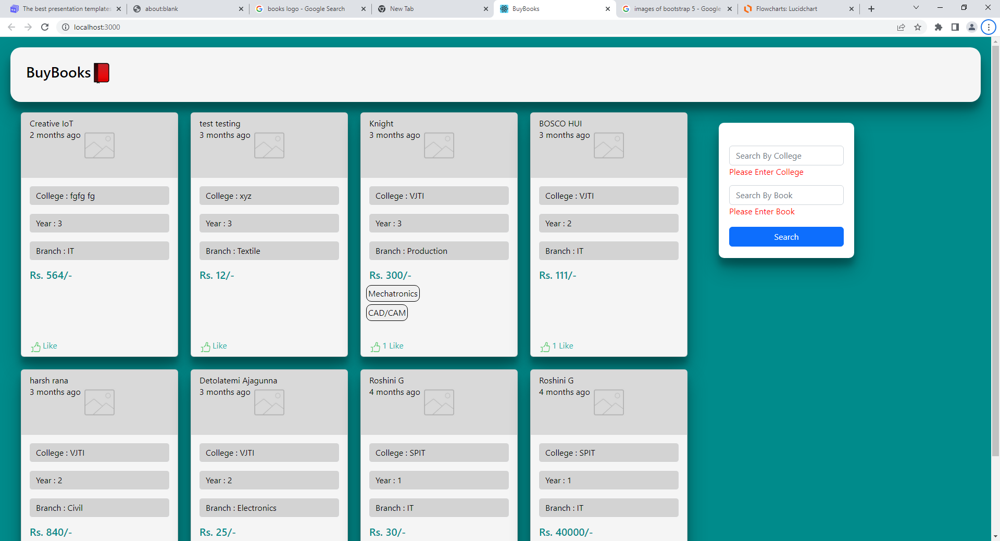 The best presentation templates
about:blank
books logo - Google Search
New Tab
BuyBooks
images of bootstrap 5 - Google
Flowcharts: Lucidchart
localhost:3000
BuyBooks
Creative IoT
2 months ago
College : fgfg fg
Year : 3
Branch : IT
Rs. 564/-
Like
test testing
3 months ago
College : xyz
Year : 3
Branch : Textile
Rs. 12/-
Like
Knight
3 months ago
College : VJTI
Year : 3
Branch : Production
Rs. 300/-
Mechatronics
CAD/CAM
1 Like
BOSCO HUI
3 months ago
College : VJTI
Year : 2
Branch : IT
Rs. 111/-
1 Like
Search By College
Please Enter College
Search By Book
Please Enter Book
Search
harsh rana
3 months ago
College : VJTI
Year : 2
Branch : Civil
Rs. 840/-
Detolatemi Ajagunna
3 months ago
College : VJTI
Year : 2
Branch : Electronics
Rs. 25/-
Roshini G
4 months ago
College : SPIT
Year : 1
Branch : IT
Rs. 30/-
Roshini G
4 months ago
College : SPIT
Year : 1
Branch : IT
Rs. 40000/-